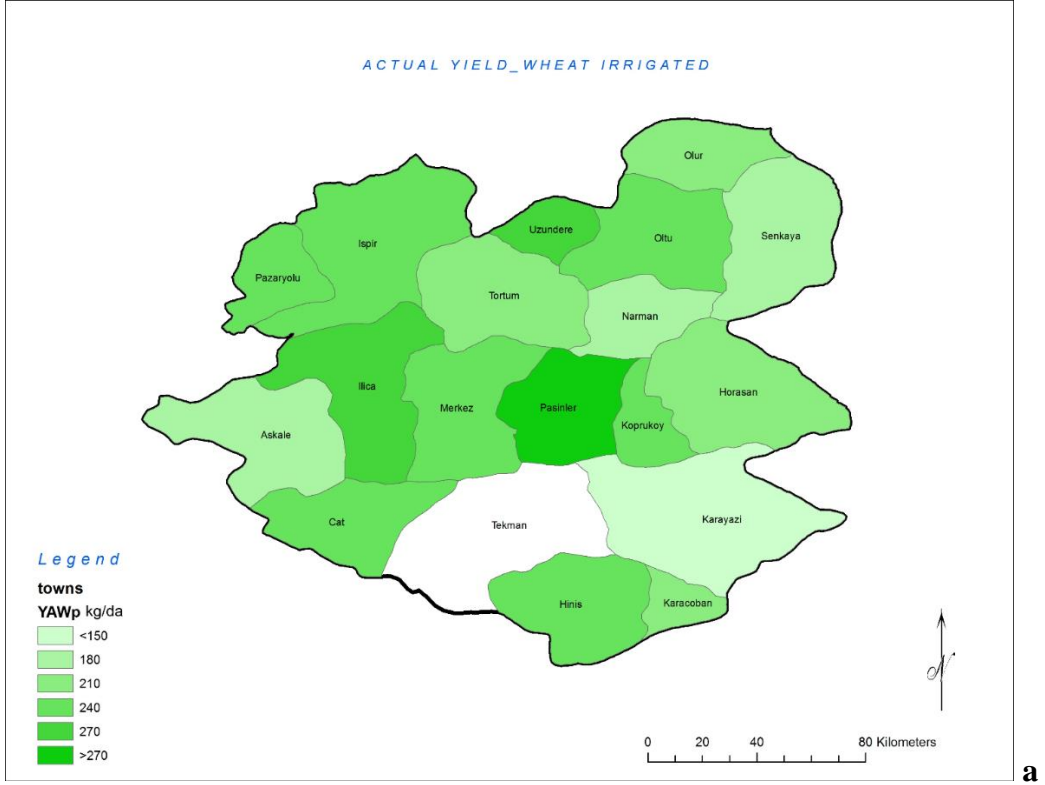 ACTUAL YIELD_WHEAT IRRIGATED
Olur
Uzundere
Oltu
Senkaya
Ispir
Pazaryolu
Tortum
Narman
Ilica
Merkez
Pasinler
Koprukoy
Horasan
Askale
Cat
Tekman
Karayazi
Hinis
Karacoban
Legend
towns
YAWp kg/da
<150
180
210
240
270
>270
N
0 20 40 80 Kilometers
a